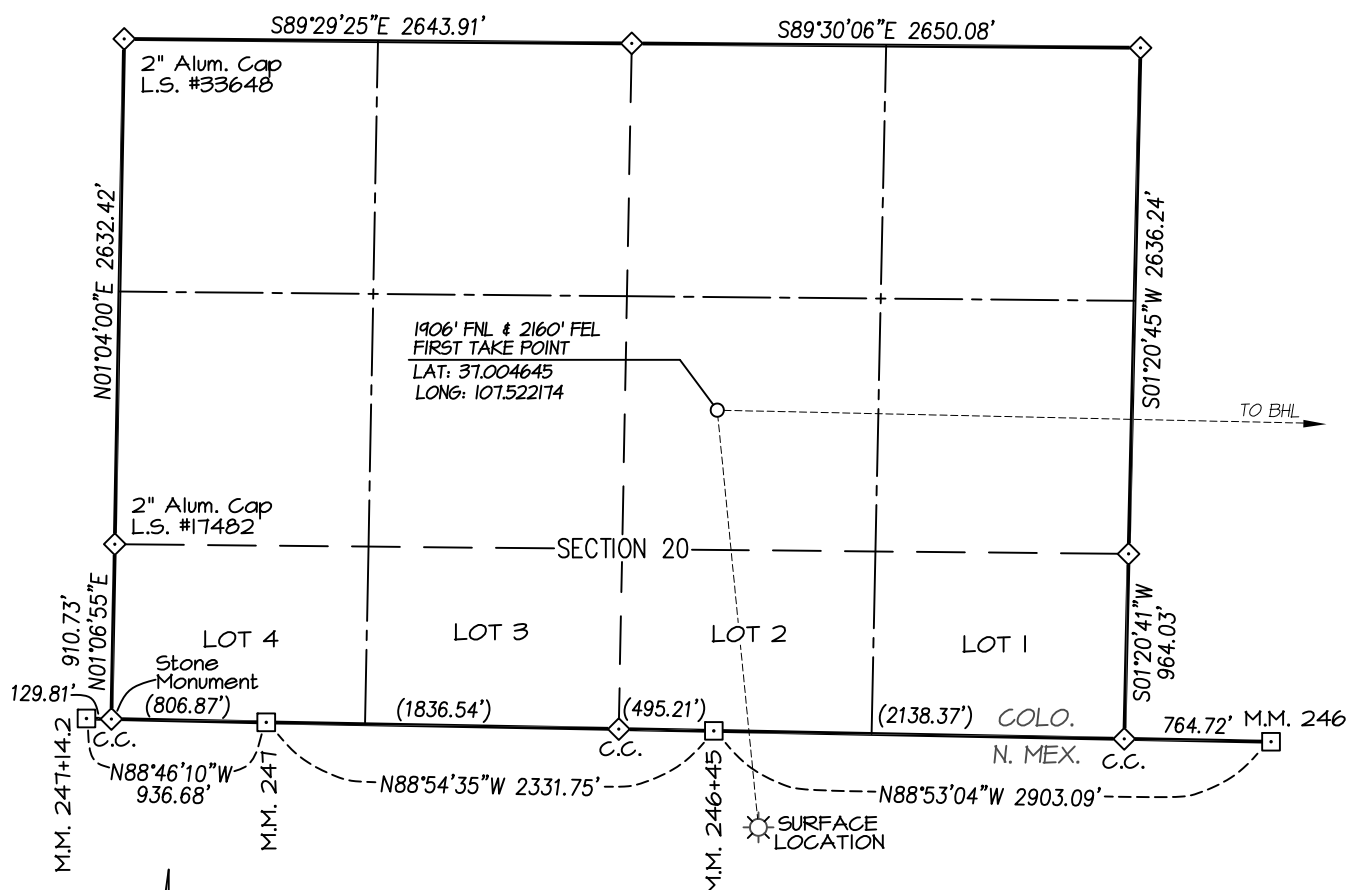 S89°29'25"E 2643.91'
S89°30'06"E 2650.08'
2" Alum. Cap
L.S. #33648
N01°04'00"E 2632.42'
S01°20'45"W 2636.24'
1906' FNL & 2160' FEL
FIRST TAKE POINT
LAT: 37.004645
LONG: 107.522174
TO BHL
2" Alum. Cap
L.S. #17482
SECTION 20
910.73'
N01°06'55"E
S01°20'41"W
964.03'
LOT 4
LOT 3
LOT 2
LOT 1
Stone
Monument
129.81'
(806.87')
(1836.54')
(495.21')
(2138.37')
COLO.
N. MEX.
764.72'
M.M. 246
C.C.
C.C.
C.C.
M.M. 247+14.2
N88°46'10"W
936.68'
M.M. 247
N88°54'35"W 2331.75'
M.M. 246+45
N88°53'04"W 2903.09'
SURFACE
LOCATION